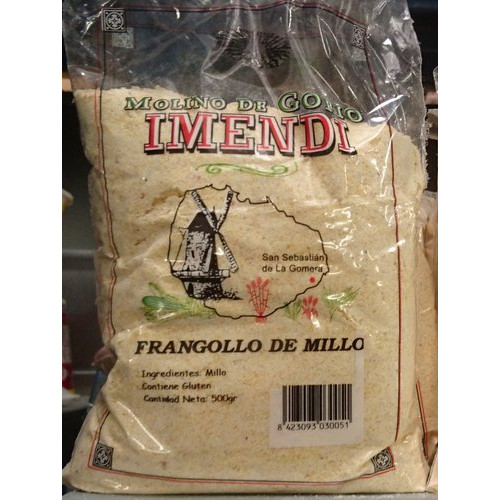 MOLINO DE GOFIO
IMENDI
San Sebastián
de La Gomera
FRANGOLLO DE MILLO
Ingredientes: Millo
Contiene Gluten
Cantidad Neta: 500gr
8 423093 030051